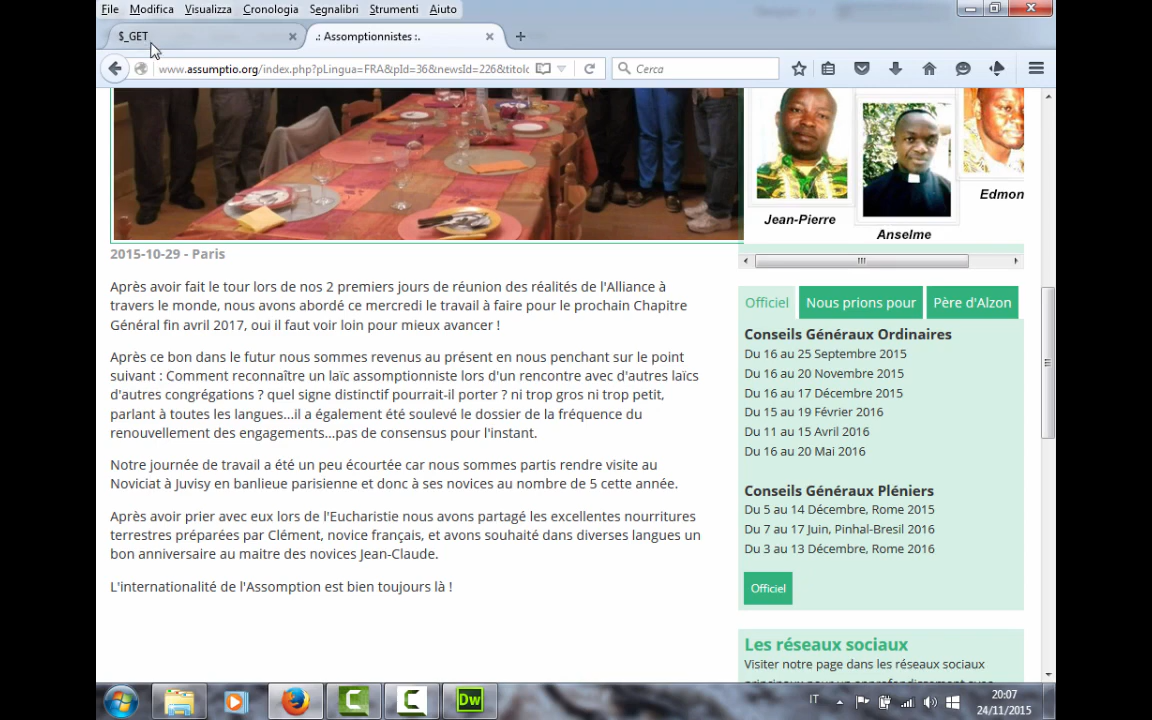 File Modifica Visualizza Cronologia Segnalibri Strumenti Aiuto
$_GET
.: Assomptionnistes :.
www.assumptio.org/index.php?pLingua=FRA&pId=36&newsId=226&titolo
Cerca
Jean-Pierre
Anselme
Edmon
2015-10-29 - Paris
Après avoir fait le tour lors de nos 2 premiers jours de réunion des réalités de l'Alliance à
travers le monde, nous avons abordé ce mercredi le travail à faire pour le prochain Chapitre
Général fin avril 2017, oui il faut voir loin pour mieux avancer !
Après ce bon dans le futur nous sommes revenus au présent en nous penchant sur le point
suivant : Comment reconnaître un laïc assomptionniste lors d'un rencontre avec d'autres laïcs
d'autres congrégations ? quel signe distinctif pourrait-il porter ? ni trop gros ni trop petit,
parlant à toutes les langues...il a également été soulevé le dossier de la fréquence du
renouvellement des engagements...pas de consensus pour l'instant.
Notre journée de travail a été un peu écourtée car nous sommes partis rendre visite au
Noviciat à Juvisy en banlieue parisienne et donc à ses novices au nombre de 5 cette année.
Après avoir prier avec eux lors de l'Eucharistie nous avons partagé les excellentes nourritures
terrestres préparées par Clément, novice français, et avons souhaité dans diverses langues un
bon anniversaire au maitre des novices Jean-Claude.
L'internationalité de l'Assomption est bien toujours là !
Officiel Nous prions pour Père d'Alzon
Conseils Généraux Ordinaires
Du 16 au 25 Septembre 2015
Du 16 au 20 Novembre 2015
Du 16 au 17 Décembre 2015
Du 15 au 19 Février 2016
Du 11 au 15 Avril 2016
Du 16 au 20 Mai 2016
Conseils Généraux Pléniers
Du 5 au 14 Décembre, Rome 2015
Du 7 au 17 Juin, Pinhal-Bresil 2016
Du 3 au 13 Décembre, Rome 2016
Officiel
Les réseaux sociaux
Visiter notre page dans les réseaux sociaux
Dw
IT
20:07
24/11/2015